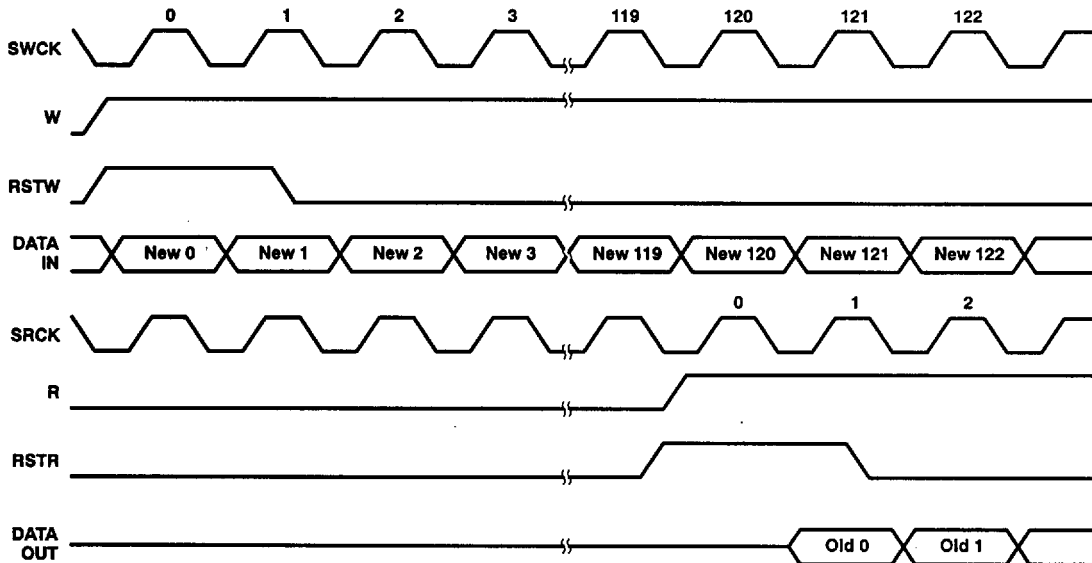 0 1 2 3 119 120 121 122
SWCK
W
RSTW
DATA IN New 0 New 1 New 2 New 3 New 119 New 120 New 121 New 122
0 1 2
SRCK
R
RSTR
DATA OUT Old 0 Old 1